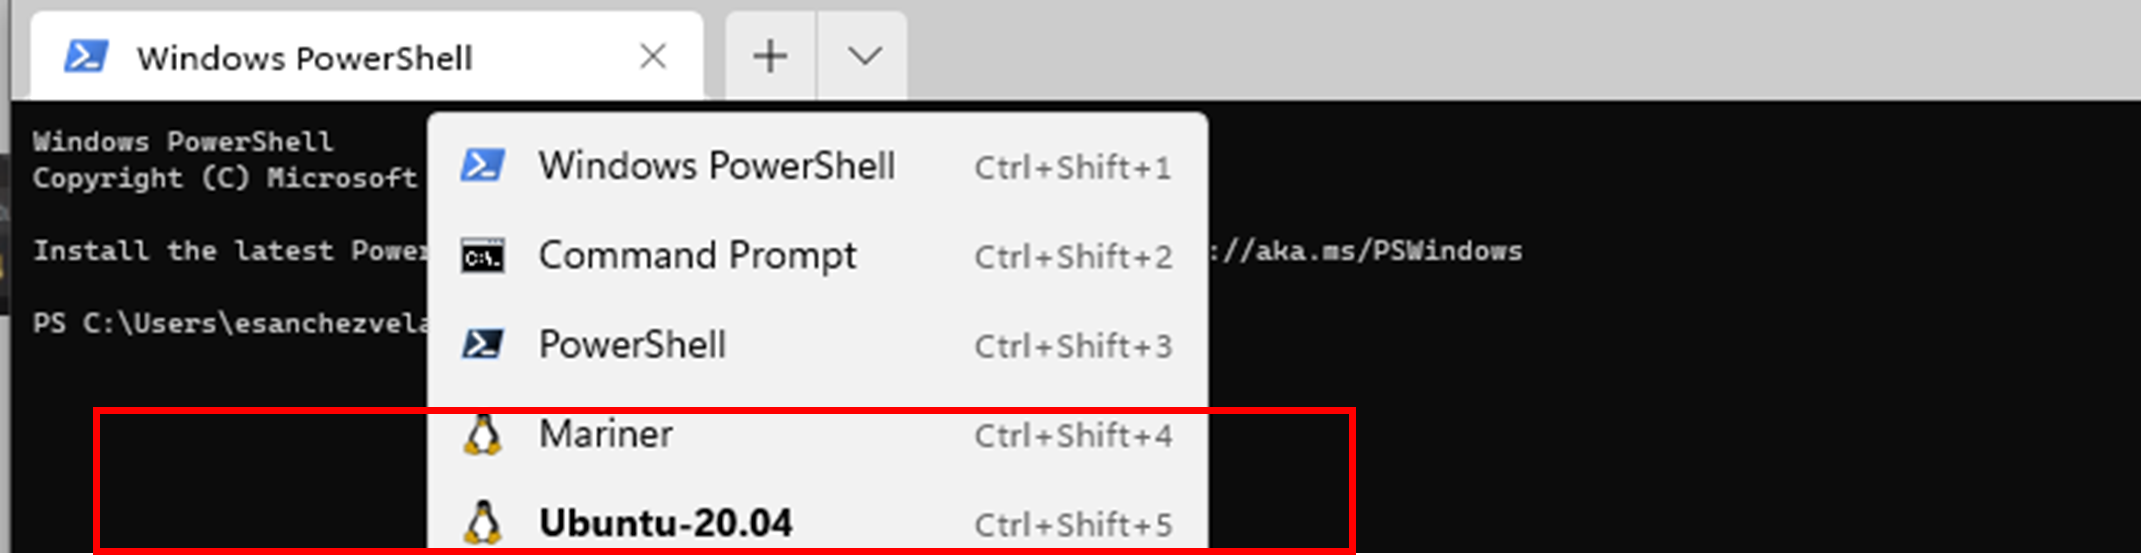 Windows PowerShell
Windows PowerShell
Copyright (C) Microsoft
Install the latest Power
://aka.ms/PSWindows
PS C:\Users\esanchezvela
Windows PowerShell Ctrl+Shift+1
Command Prompt Ctrl+Shift+2
PowerShell Ctrl+Shift+3
Mariner Ctrl+Shift+4
Ubuntu-20.04 Ctrl+Shift+5